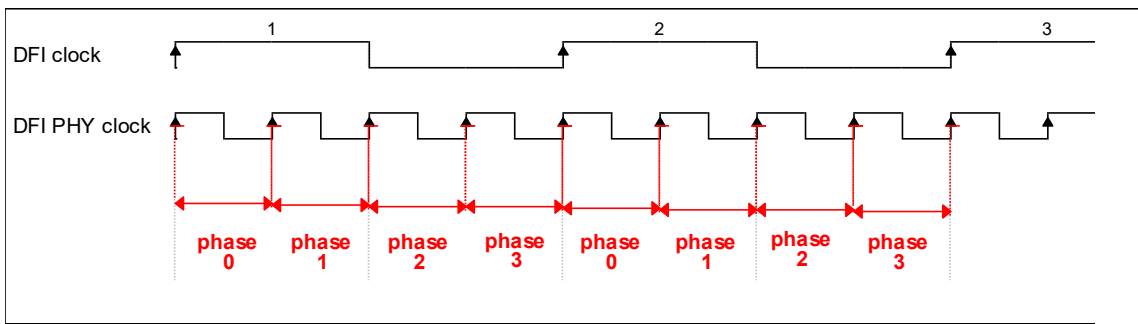 1 2 3
DFI clock
DFI PHY clock
phase 0
phase 1
phase 2
phase 3
phase 0
phase 1
phase 2
phase 3